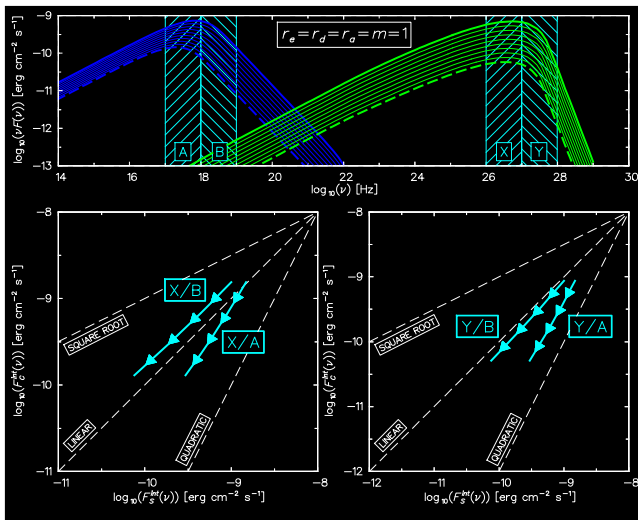 r_e=r_d=r_a=m=1
log₁₀(νF(ν)) [erg cm⁻² s⁻¹]
-9
-10
-11
-12
-13
A
B
X
Y
14
16
18
20
22
24
26
28
30
log₁₀(ν) [Hz]
log₁₀(F_C^Int(ν)) [erg cm⁻² s⁻¹]
-8
-9
-10
-11
X/B
X/A
SQUARE ROOT
LINEAR
QUADRATIC
-11
-10
-9
-8
log₁₀(F_S^Int(ν)) [erg cm⁻² s⁻¹]
log₁₀(F_C^Int(ν)) [erg cm⁻² s⁻¹]
-8
-9
-10
-11
-12
Y/B
Y/A
SQUARE ROOT
LINEAR
QUADRATIC
-12
-11
-10
-9
-8
log₁₀(F_S^Int(ν)) [erg cm⁻² s⁻¹]